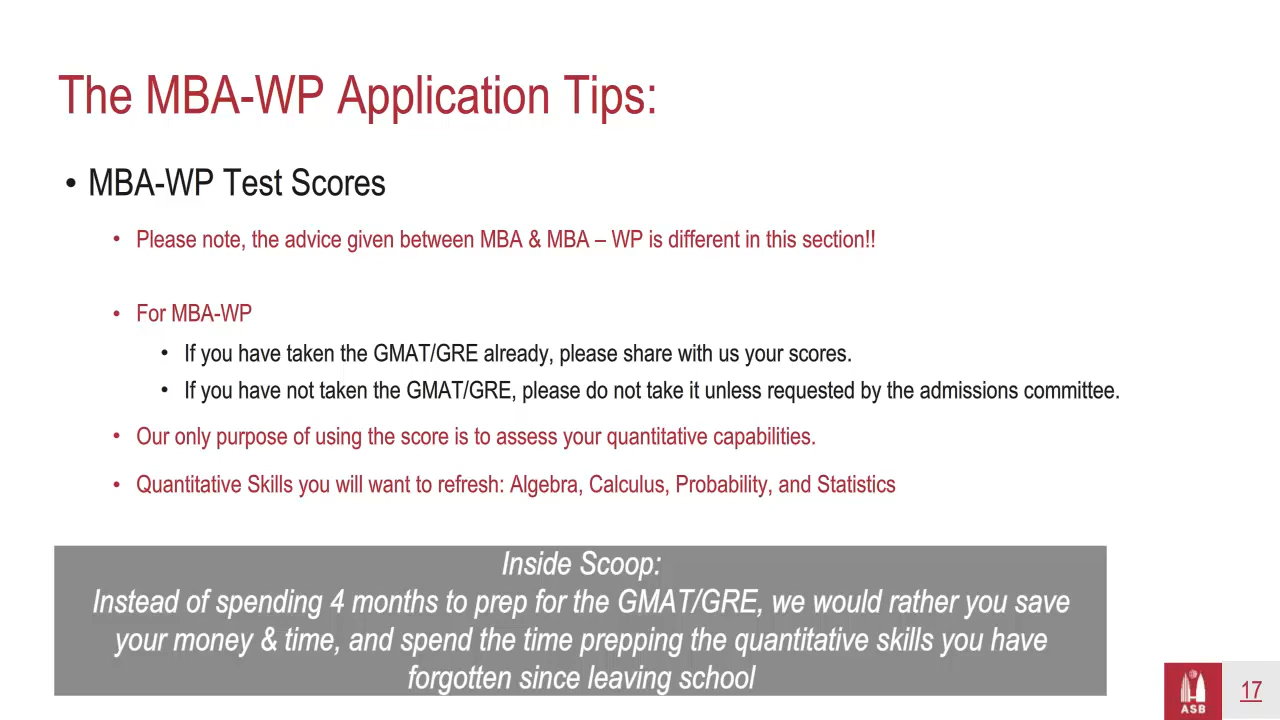 The MBA-WP Application Tips:
• MBA-WP Test Scores
• Please note, the advice given between MBA & MBA – WP is different in this section!!
• For MBA-WP
• If you have taken the GMAT/GRE already, please share with us your scores.
• If you have not taken the GMAT/GRE, please do not take it unless requested by the admissions committee.
• Our only purpose of using the score is to assess your quantitative capabilities.
• Quantitative Skills you will want to refresh: Algebra, Calculus, Probability, and Statistics
Inside Scoop:
Instead of spending 4 months to prep for the GMAT/GRE, we would rather you save
your money & time, and spend the time prepping the quantitative skills you have
forgotten since leaving school
ASB
17